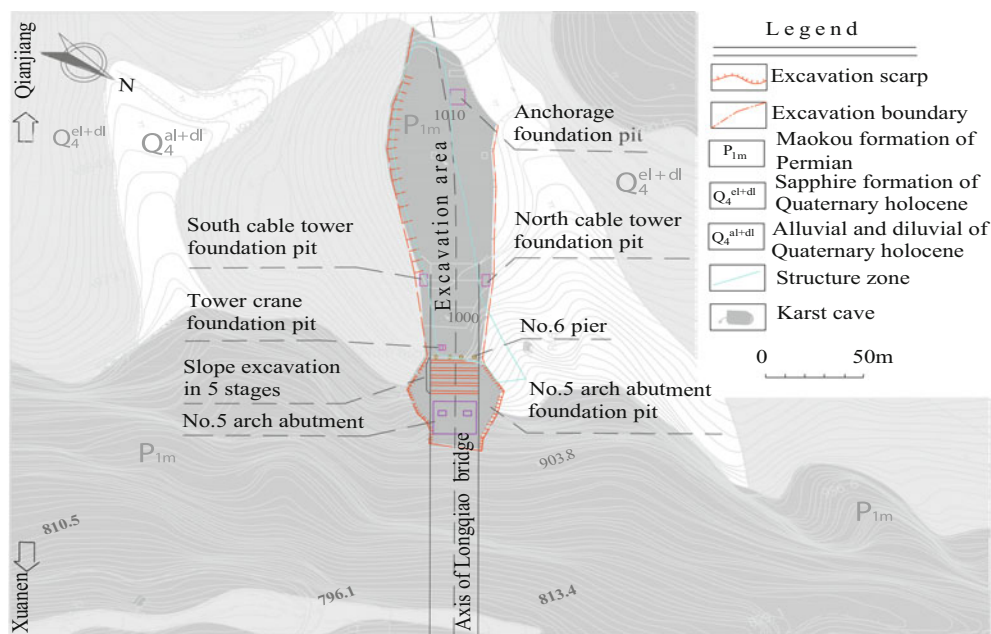 Qianjiang
N
Q₄ᵉˡ⁺ᵈˡ
Q₄ᵃˡ⁺ᵈˡ
P₁ₘ
1010
Anchorage
foundation pit
Q₄ᵉˡ⁺ᵈˡ
Excavation area
South cable tower
foundation pit
North cable tower
foundation pit
Tower crane
foundation pit
1000
No.6 pier
Slope excavation
in 5 stages
No.5 arch abutment
foundation pit
No.5 arch abutment
P₁ₘ
903.8
Axis of Longqiao bridge
P₁ₘ
810.5
796.1
813.4
Xuanen
Legend
Excavation scarp
Excavation boundary
P₁ₘ
Maokou formation of
Permian
Q₄ᵉˡ⁺ᵈˡ
Sapphire formation of
Quaternary holocene
Q₄ᵃˡ⁺ᵈˡ
Alluvial and diluvial of
Quaternary holocene
Structure zone
Karst cave
0 50m